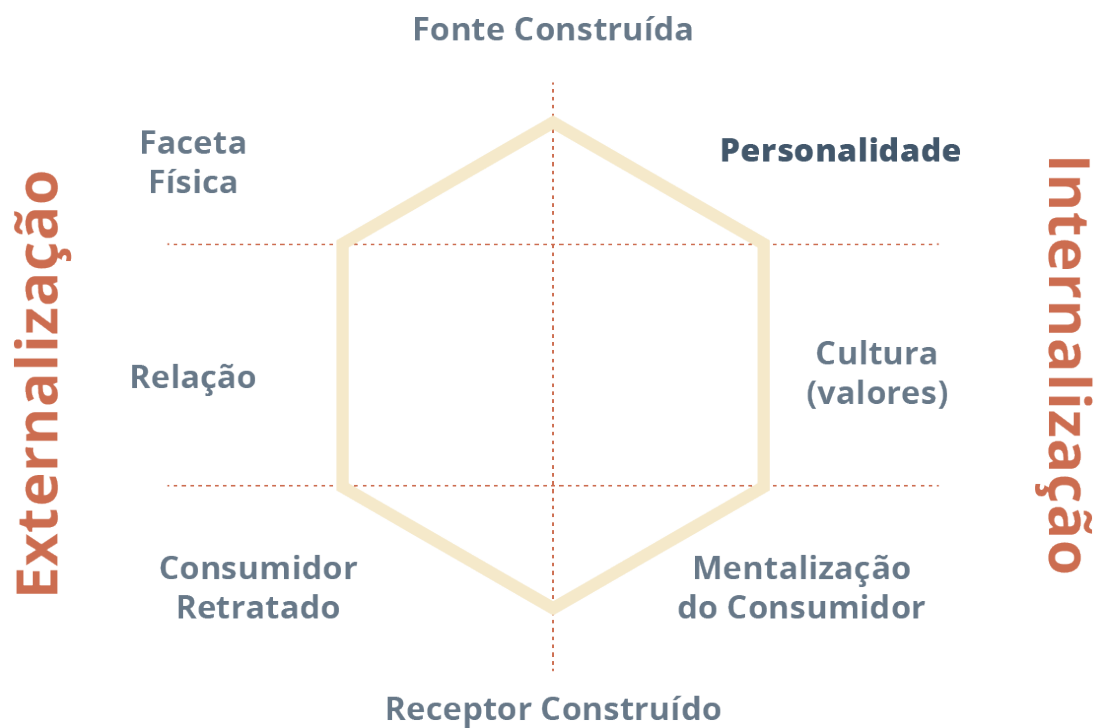 Fonte Construída
Faceta
Física
Personalidade
Externalização
Internalização
Relação
Cultura
(valores)
Consumidor
Retratado
Mentalização
do Consumidor
Receptor Construído